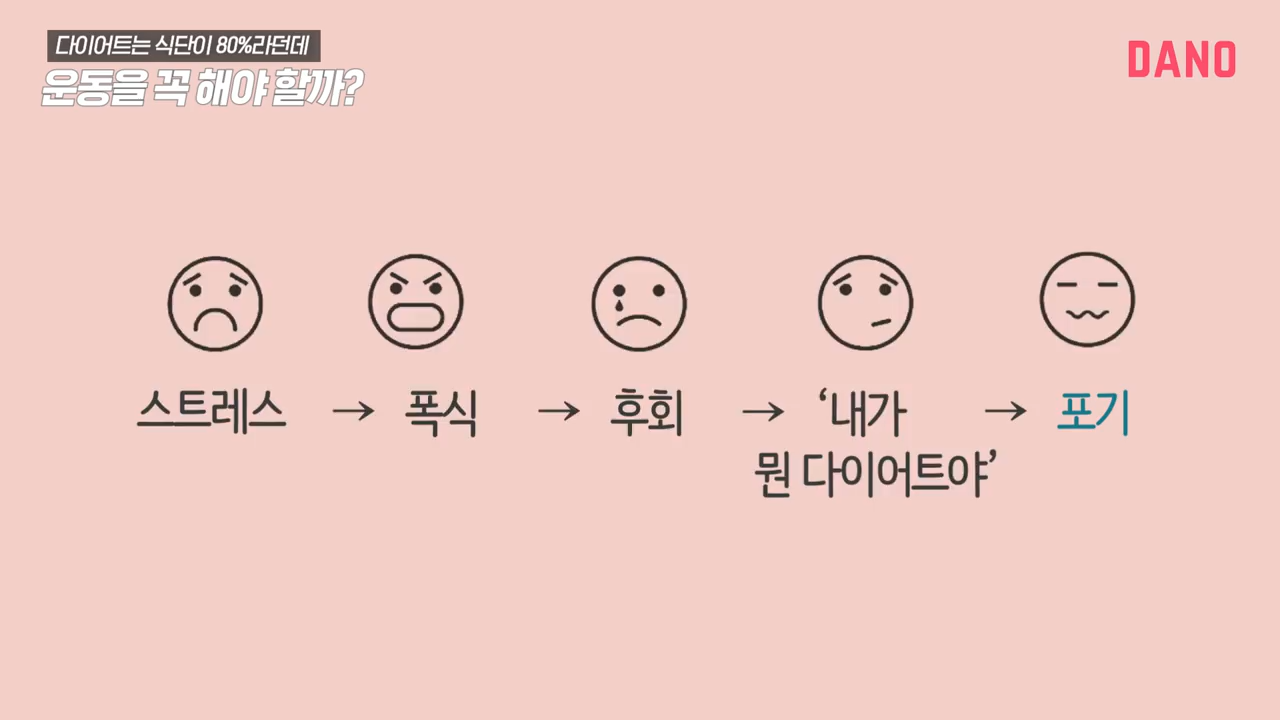 다이어트는 식단이 80%라던데
운동을 꼭 해야 할까?
DANO
스트레스 → 폭식 → 후회 → ‘내가 → 포기
뭔 다이어트야’